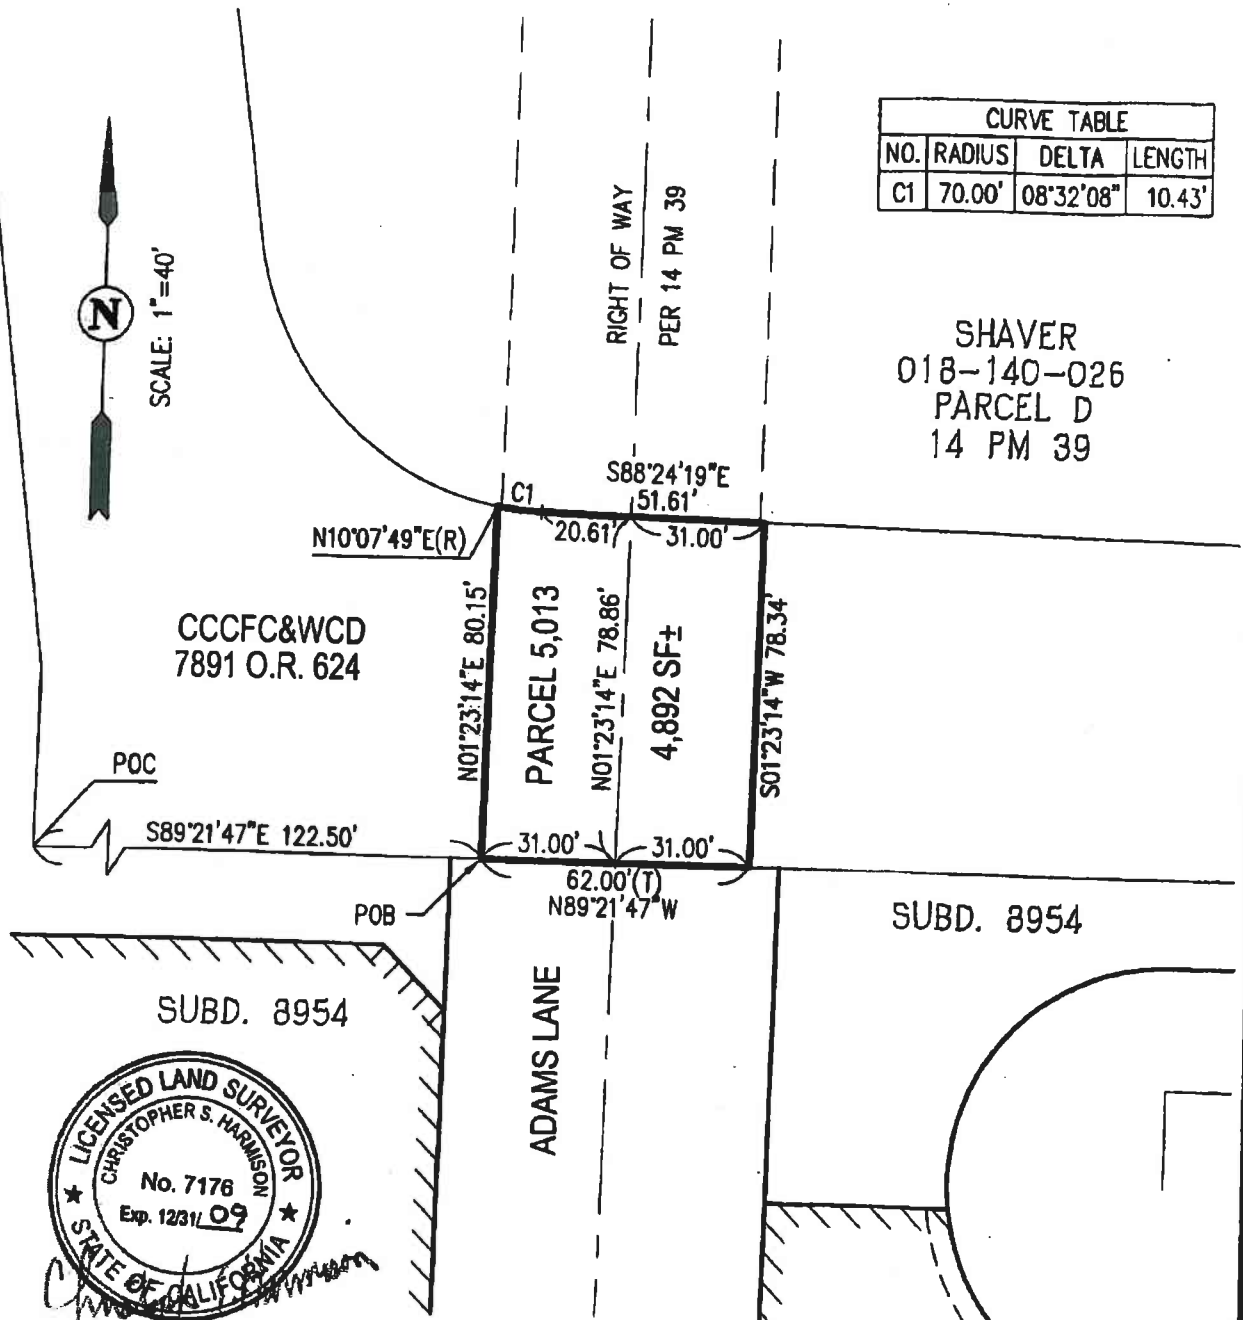 CURVE TABLE
NO. RADIUS DELTA LENGTH
C1 70.00' 08°32'08" 10.43'
N
SCALE: 1"=40'
RIGHT OF WAY
PER 14 PM 39
SHAVER
018-140-026
PARCEL D
14 PM 39
C1
S88°24'19"E
51.61'
20.61'
31.00'
N10°07'49"E(R)
CCCFC&WCD
7891 O.R. 624
N01°23'14"E 80.15'
PARCEL 5,013
N01°23'14"E 78.86'
4,892 SF±
S01°23'14"W 78.34'
POC
S89°21'47"E 122.50'
31.00'
31.00'
62.00'(T)
N89°21'47"W
POB
SUBD. 8954
SUBD. 8954
ADAMS LANE
LICENSED LAND SURVEYOR
CHRISTOPHER S. HARMISON
No. 7176
Exp. 12/31/09
STATE OF CALIFORNIA